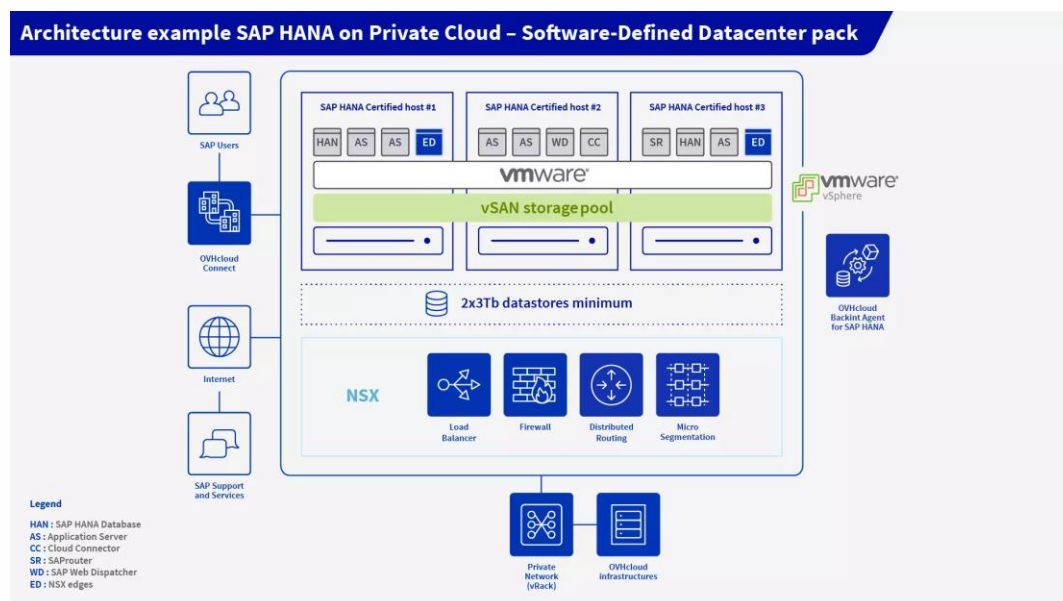 Architecture example SAP HANA on Private Cloud – Software-Defined Datacenter pack
SAP Users
OVHcloud
Connect
Internet
SAP Support
and Services
SAP HANA Certified host #1
HAN AS AS ED
SAP HANA Certified host #2
AS AS WD CC
SAP HANA Certified host #3
SR HAN AS ED
vmware®
vSAN storage pool
2x3Tb datastores minimum
NSX
Load
Balancer
Firewall
Distributed
Routing
Micro
Segmentation
vmware®
vSphere
OVHcloud
Backint Agent
for SAP HANA
Private
Network
(vRack)
OVHcloud
infrastructures
Legend
HAN : SAP HANA Database
AS : Application Server
CC : Cloud Connector
SR : SAProuter
WD : SAP Web Dispatcher
ED : NSX edges